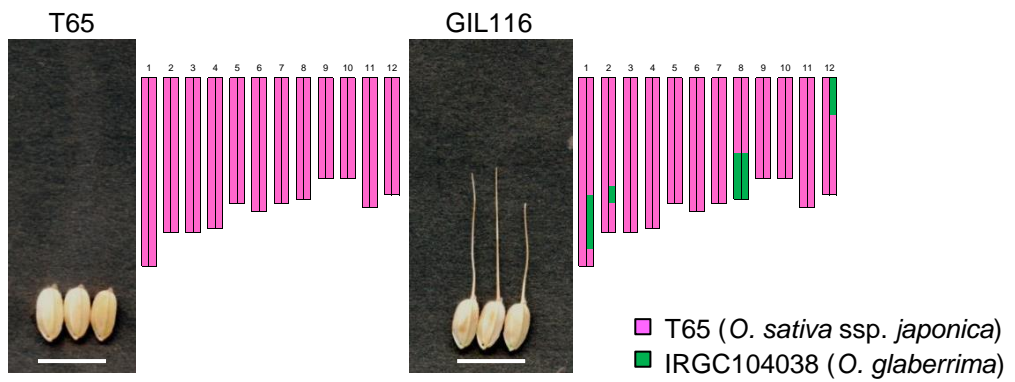 T65
GIL116
1 2 3 4 5 6 7 8 9 10 11 12
1 2 3 4 5 6 7 8 9 10 11 12
T65 (O. sativa ssp. japonica)
IRGC104038 (O. glaberrima)